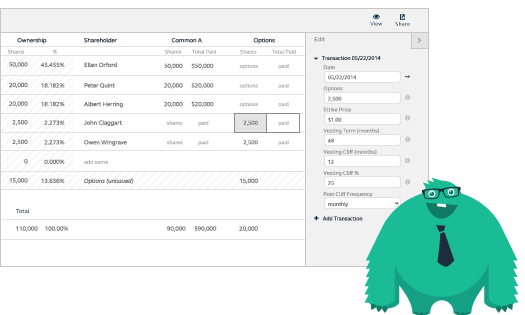 View Share
Ownership Shareholder Common A Options
Shares % Shares Total Paid Shares Total Paid
50,000 45.455% Ellen Orford 50,000 $50,000 options paid
20,000 18.182% Peter Quint 20,000 $20,000 options paid
20,000 18.182% Albert Herring 20,000 $20,000 options paid
2,500 2.273% John Claggart shares paid 2,500 paid
2,500 2.273% Owen Wingrave shares paid 2,500 paid
0 0.000% add name
15,000 13.636% Options (unissued) 15,000
Total
110,000 100.00% 90,000 $90,000 20,000
Edit
Transaction 05/22/2014
Date
05/22/2014
Options
2,500
Strike Price
$1.00
Vesting Term (months)
48
Vesting Cliff (months)
12
Vesting Cliff %
25
Post Cliff Frequency
monthly
Add Transaction